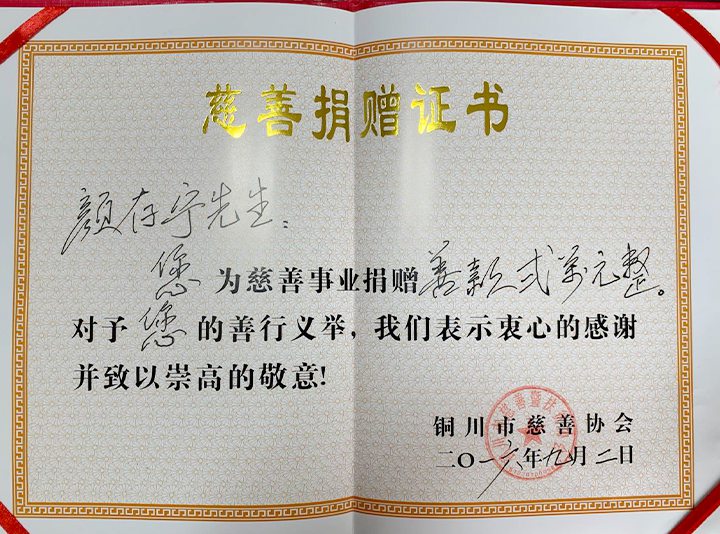 慈善捐赠证书
顔存宁先生：
您为慈善事业捐赠善款贰万元整。
对予您的善行义举，我们表示衷心的感谢
并致以崇高的敬意!
铜川市慈善协会
二〇一六年九月二日